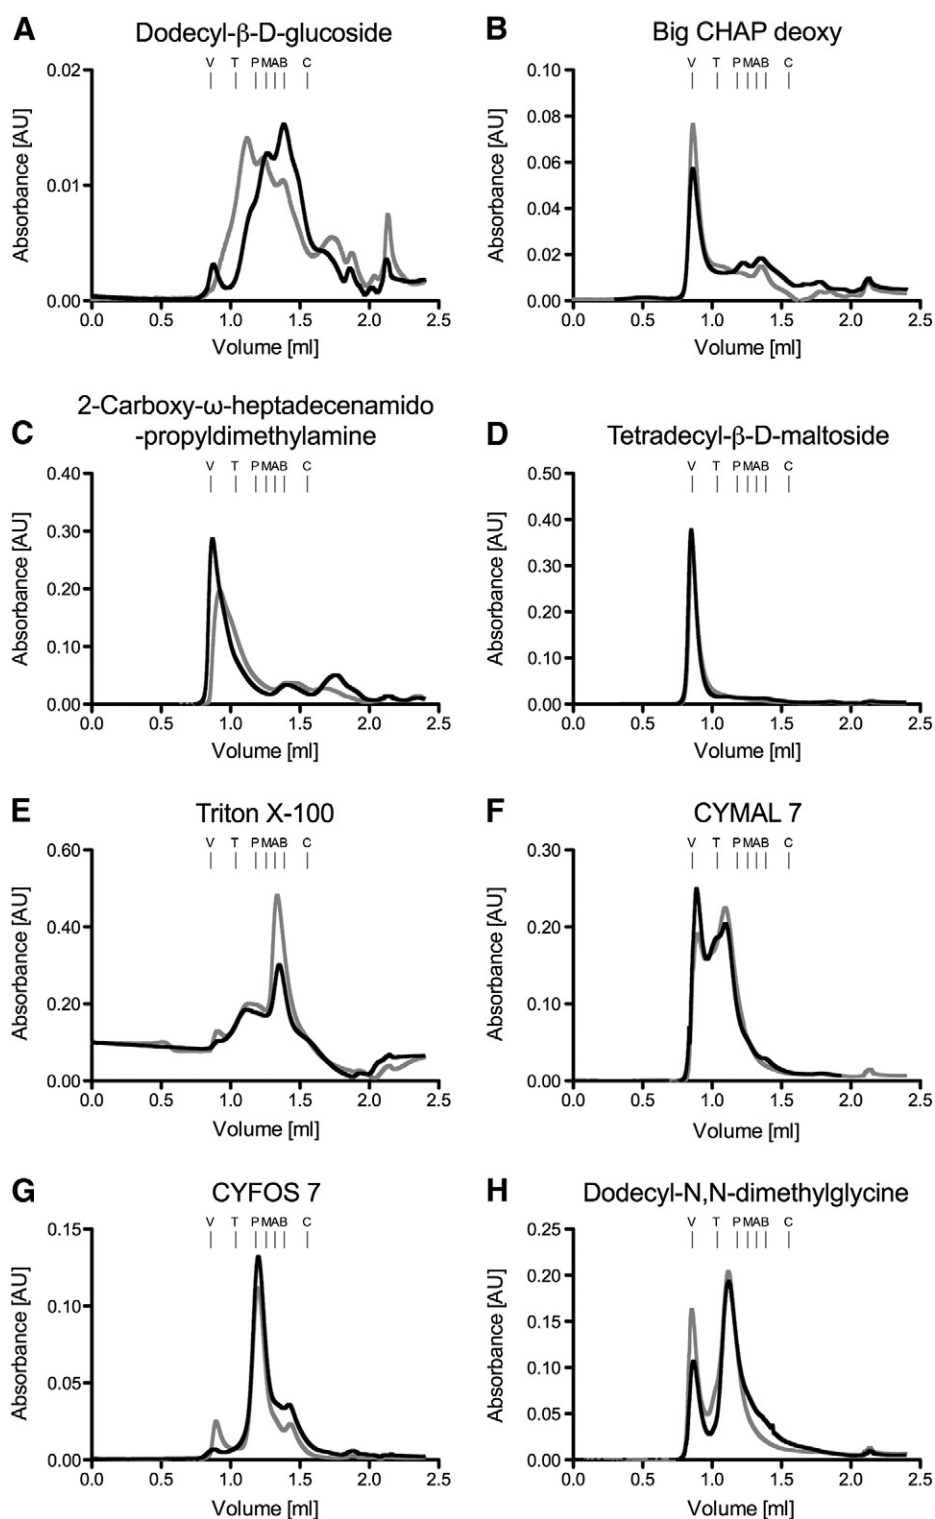 A
Dodecyl-β-D-glucoside
V T P M A B C
0.02
0.01
0.00
Absorbance [AU]
0.0 0.5 1.0 1.5 2.0 2.5
Volume [ml]
B
Big CHAP deoxy
V T P M A B C
0.10
0.08
0.06
0.04
0.02
0.00
Absorbance [AU]
0.0 0.5 1.0 1.5 2.0 2.5
Volume [ml]
C
2-Carboxy-ω-heptadecenamido
-propyldimethylamine
V T P M A B C
0.40
0.30
0.20
0.10
0.00
Absorbance [AU]
0.0 0.5 1.0 1.5 2.0 2.5
Volume [ml]
D
Tetradecyl-β-D-maltoside
V T P M A B C
0.50
0.40
0.30
0.20
0.10
0.00
Absorbance [AU]
0.0 0.5 1.0 1.5 2.0 2.5
Volume [ml]
E
Triton X-100
V T P M A B C
0.60
0.40
0.20
0.00
Absorbance [AU]
0.0 0.5 1.0 1.5 2.0 2.5
Volume [ml]
F
CYMAL 7
V T P M A B C
0.30
0.20
0.10
0.00
Absorbance [AU]
0.0 0.5 1.0 1.5 2.0 2.5
Volume [ml]
G
CYFOS 7
V T P M A B C
0.15
0.10
0.05
0.00
Absorbance [AU]
0.0 0.5 1.0 1.5 2.0 2.5
Volume [ml]
H
Dodecyl-N,N-dimethylglycine
V T P M A B C
0.25
0.20
0.15
0.10
0.05
0.00
Absorbance [AU]
0.0 0.5 1.0 1.5 2.0 2.5
Volume [ml]